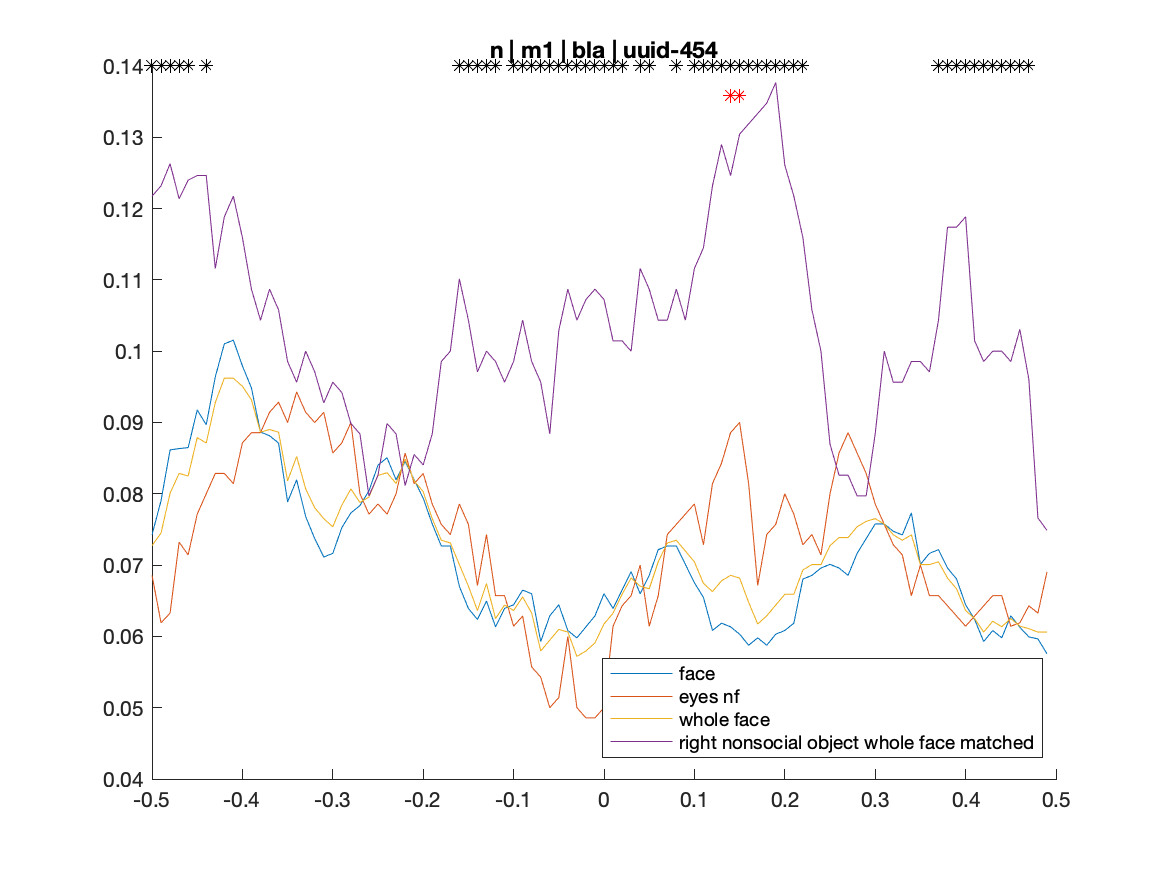 n | m1 | bla | uuid-454
0.14
0.13
0.12
0.11
0.1
0.09
0.08
0.07
0.06
0.05
0.04
face
eyes nf
whole face
right nonsocial object whole face matched
-0.5 -0.4 -0.3 -0.2 -0.1 0 0.1 0.2 0.3 0.4 0.5